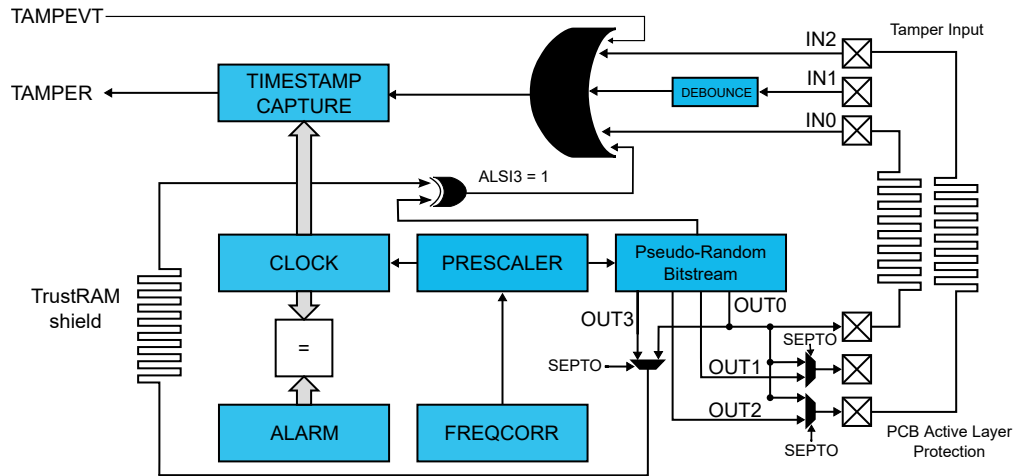 TAMPEVT
Tamper Input
IN2
TIMESTAMP
CAPTURE
TAMPER
IN1
DEBOUNCE
IN0
ALSI3 = 1
CLOCK
PRESCALER
Pseudo-Random
Bitstream
TrustRAM
shield
OUT3
OUT0
SEPTO
=
SEPTO
OUT1
OUT2
ALARM
FREQCORR
SEPTO
PCB Active Layer
Protection